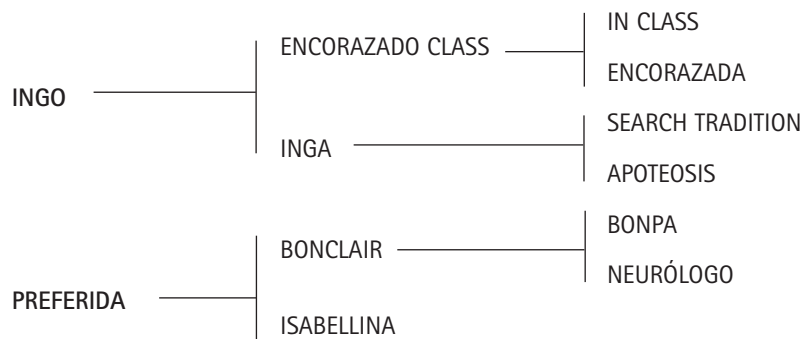 INGO
ENCORAZADO CLASS
IN CLASS
ENCORAZADA
INGA
SEARCH TRADITION
APOTEOSIS
PREFERIDA
BONCLAIR
BONPA
NEURÓLOGO
ISABELLINA